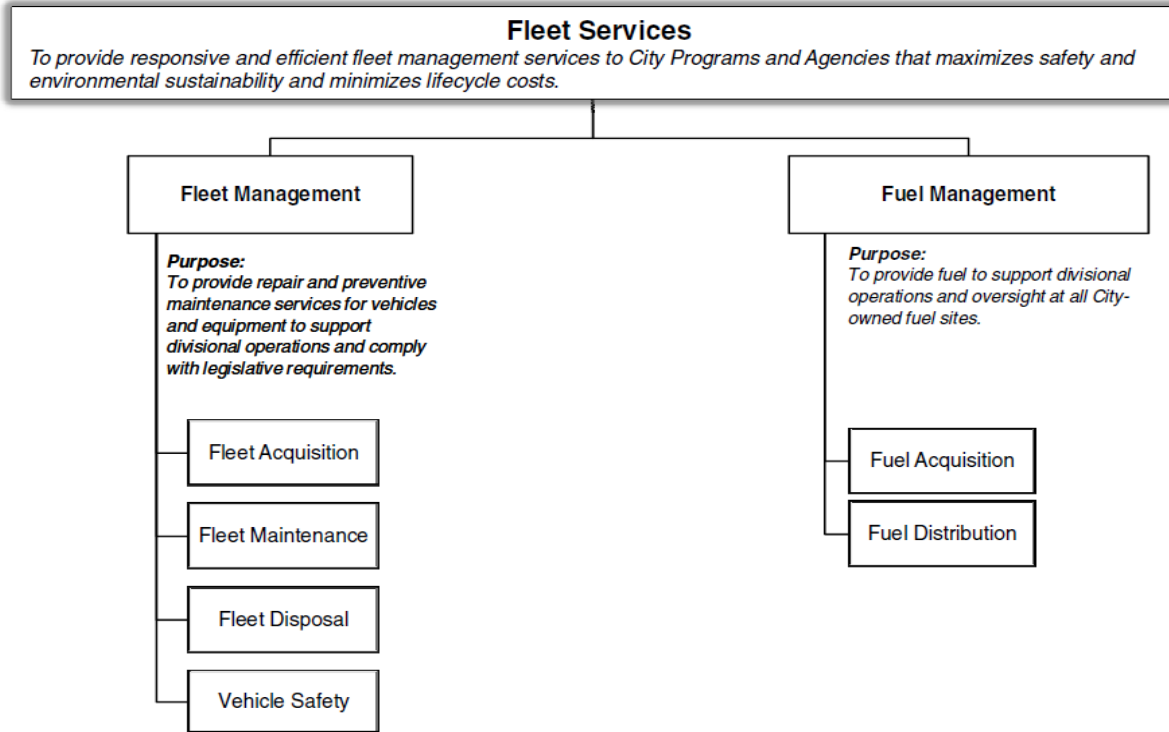 Fleet Services
To provide responsive and efficient fleet management services to City Programs and Agencies that maximizes safety and
environmental sustainability and minimizes lifecycle costs.
Fleet Management
Purpose:
To provide repair and preventive
maintenance services for vehicles
and equipment to support
divisional operations and comply
with legislative requirements.
Fleet Acquisition
Fleet Maintenance
Fleet Disposal
Vehicle Safety
Fuel Management
Purpose:
To provide fuel to support divisional
operations and oversight at all City-
owned fuel sites.
Fuel Acquisition
Fuel Distribution